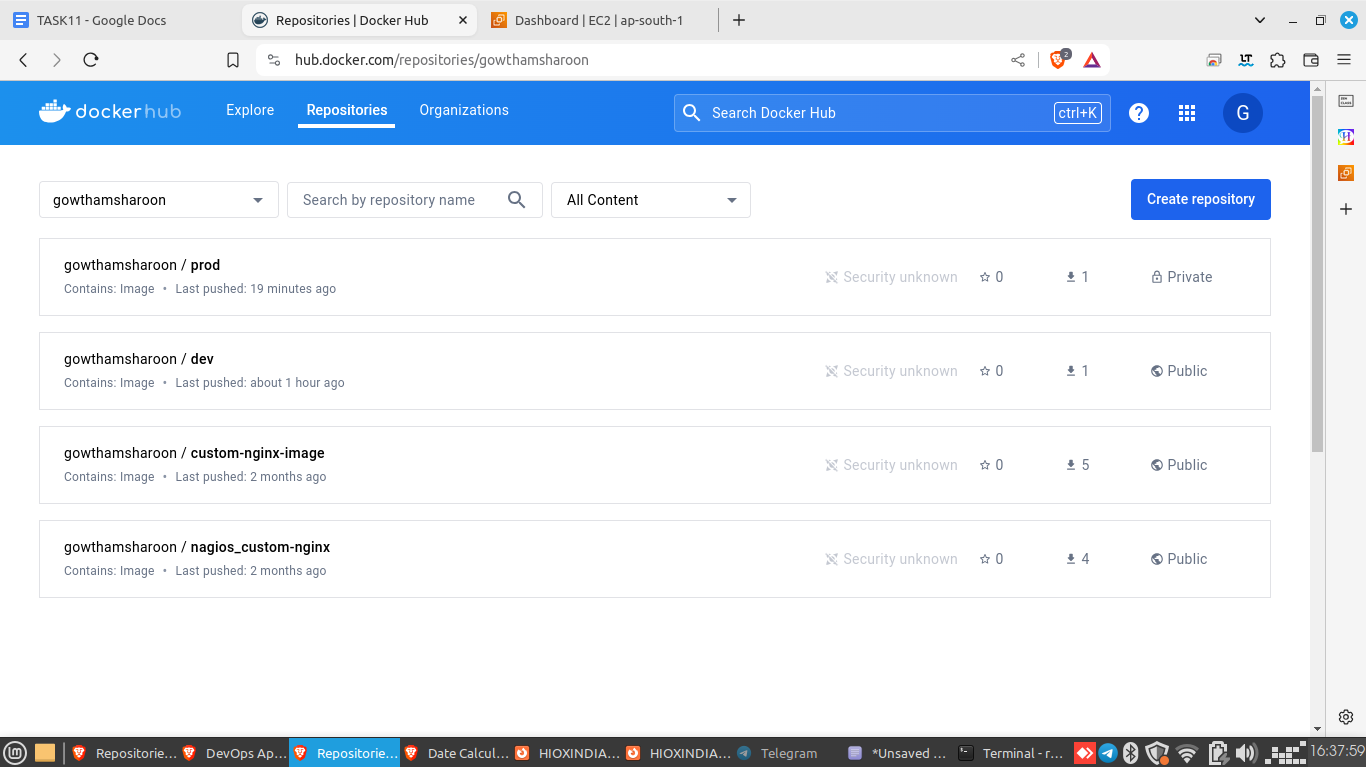 TASK11 - Google Docs
Repositories | Docker Hub
Dashboard | EC2 | ap-south-1
hub.docker.com/repositories/gowthamsharoon
2
LT
dockerhub
Explore
Repositories
Organizations
Search Docker Hub
ctrl+K
G
gowthamsharoon
Search by repository name
All Content
Create repository
gowthamsharoon / prod
Contains: Image • Last pushed: 19 minutes ago
Security unknown
0
1
Private
gowthamsharoon / dev
Contains: Image • Last pushed: about 1 hour ago
Security unknown
0
1
Public
gowthamsharoon / custom-nginx-image
Contains: Image • Last pushed: 2 months ago
Security unknown
0
5
Public
gowthamsharoon / nagios_custom-nginx
Contains: Image • Last pushed: 2 months ago
Security unknown
0
4
Public
Repositorie...
DevOps Ap...
Repositorie...
Date Calcul...
HIOXINDIA...
HIOXINDIA...
Telegram
*Unsaved ...
Terminal - r...
16:37:59